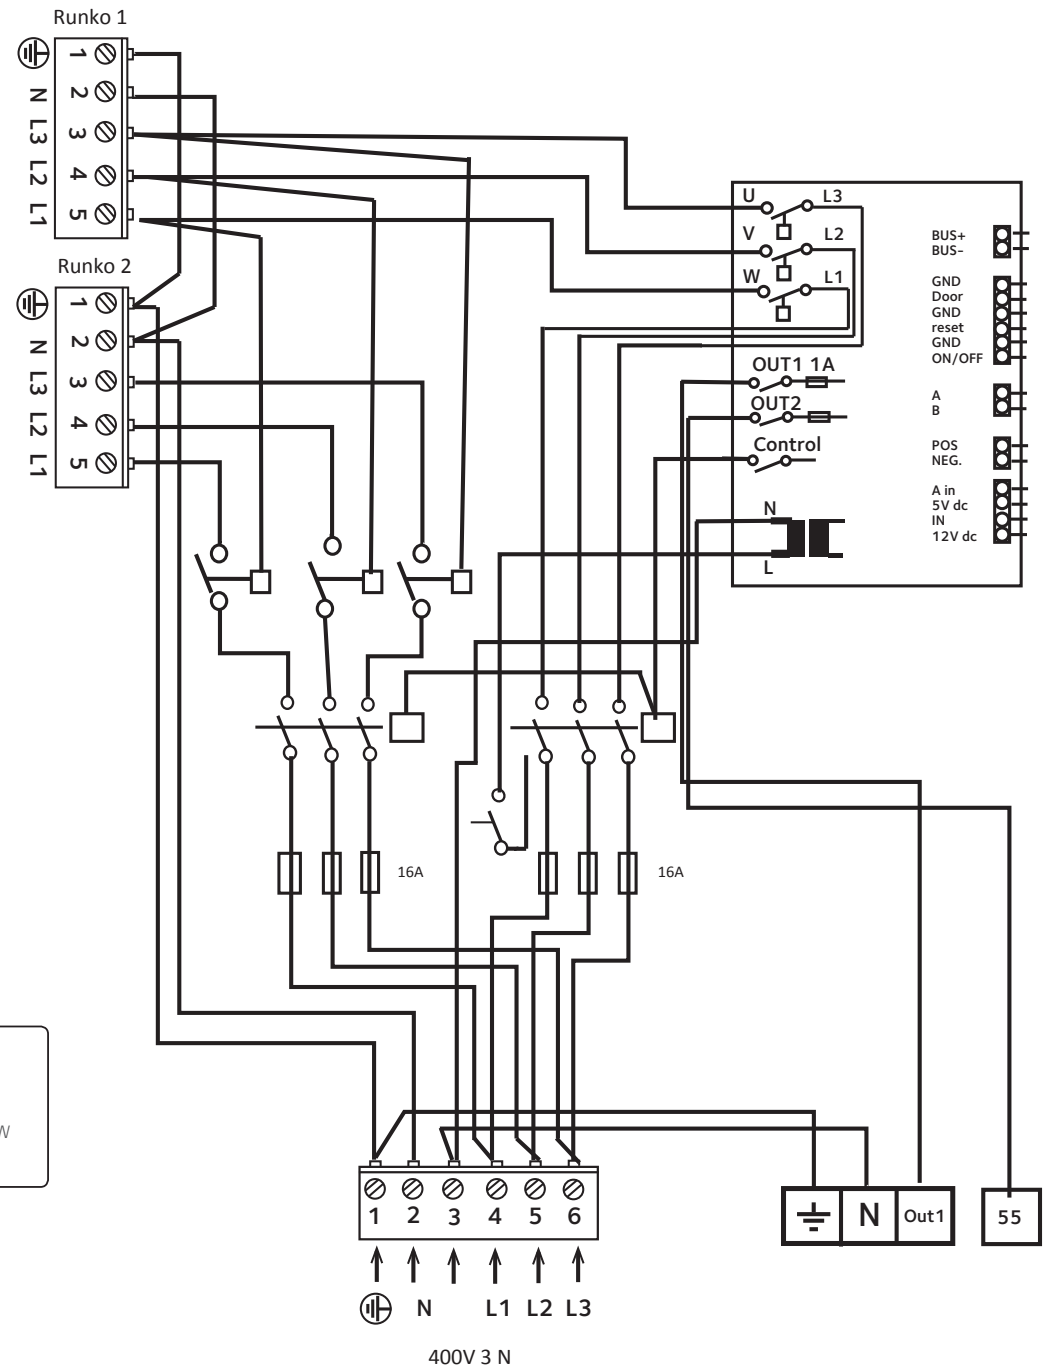 Runko 1
1
N 2
L3 3
L2 4
L1 5
Runko 2
1
N 2
L3 3
L2 4
L1 5
U L3
V L2
W L1
OUT1 1A
OUT2
Control
N
L
BUS+
BUS-
GND
Door
GND
reset
GND
ON/OFF
A
B
POS
NEG.
A in
5V dc
IN
12V dc
16A
16A
W
1 2 3 4 5 6
N L1 L2 L3
400V 3 N
N Out1
55